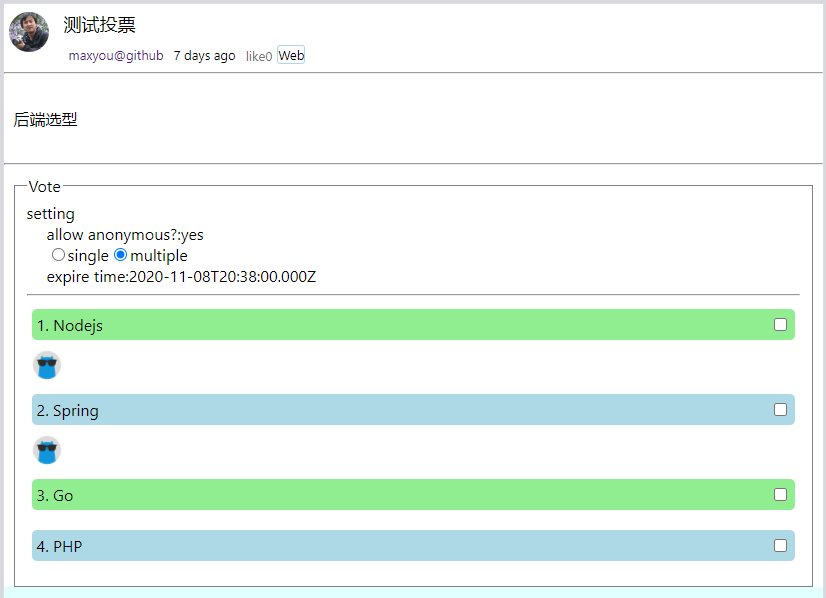 测试投票
maxyou@github 7 days ago like0 Web
后端选型
Vote
setting
allow anonymous?:yes
single multiple
expire time:2020-11-08T20:38:00.000Z
1. Nodejs
2. Spring
3. Go
4. PHP